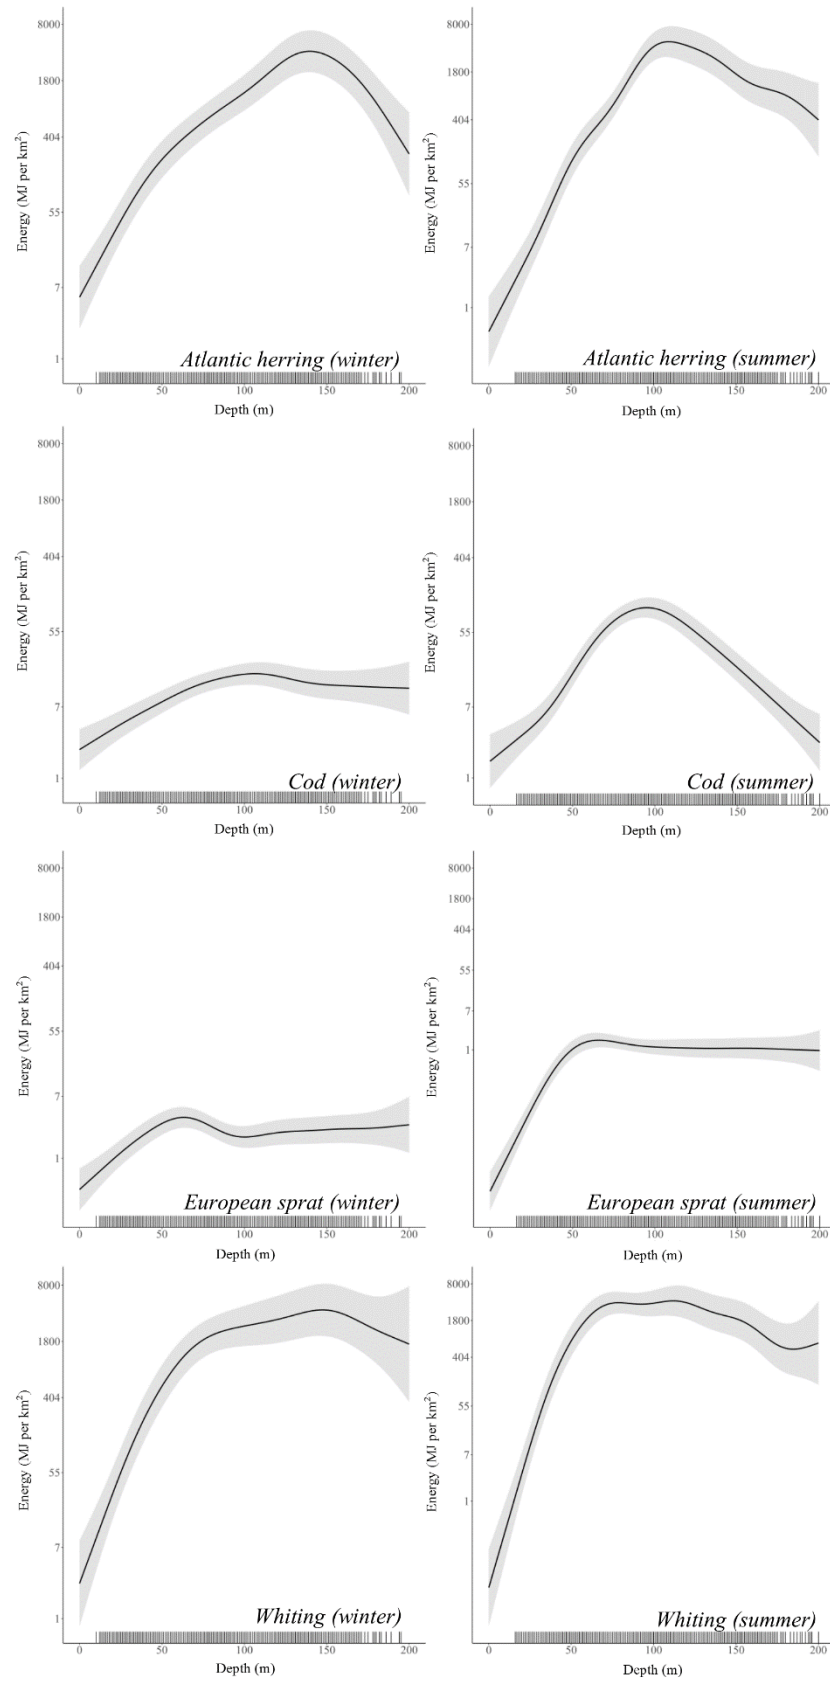 8000
1800
404
55
7
1
Energy (MJ per km²)
Atlantic herring (winter)
0 50 100 150 200
Depth (m)
8000
1800
404
55
7
1
Energy (MJ per km²)
Atlantic herring (summer)
0 50 100 150 200
Depth (m)
8000
1800
404
55
7
1
Energy (MJ per km²)
Cod (winter)
0 50 100 150 200
Depth (m)
8000
1800
404
55
7
1
Energy (MJ per km²)
Cod (summer)
0 50 100 150 200
Depth (m)
8000
1800
404
55
7
1
Energy (MJ per km²)
European sprat (winter)
0 50 100 150 200
Depth (m)
8000
1800
404
55
7
1
Energy (MJ per km²)
European sprat (summer)
0 50 100 150 200
Depth (m)
8000
1800
404
55
7
1
Energy (MJ per km²)
Whiting (winter)
0 50 100 150 200
Depth (m)
8000
1800
404
55
7
1
Energy (MJ per km²)
Whiting (summer)
0 50 100 150 200
Depth (m)